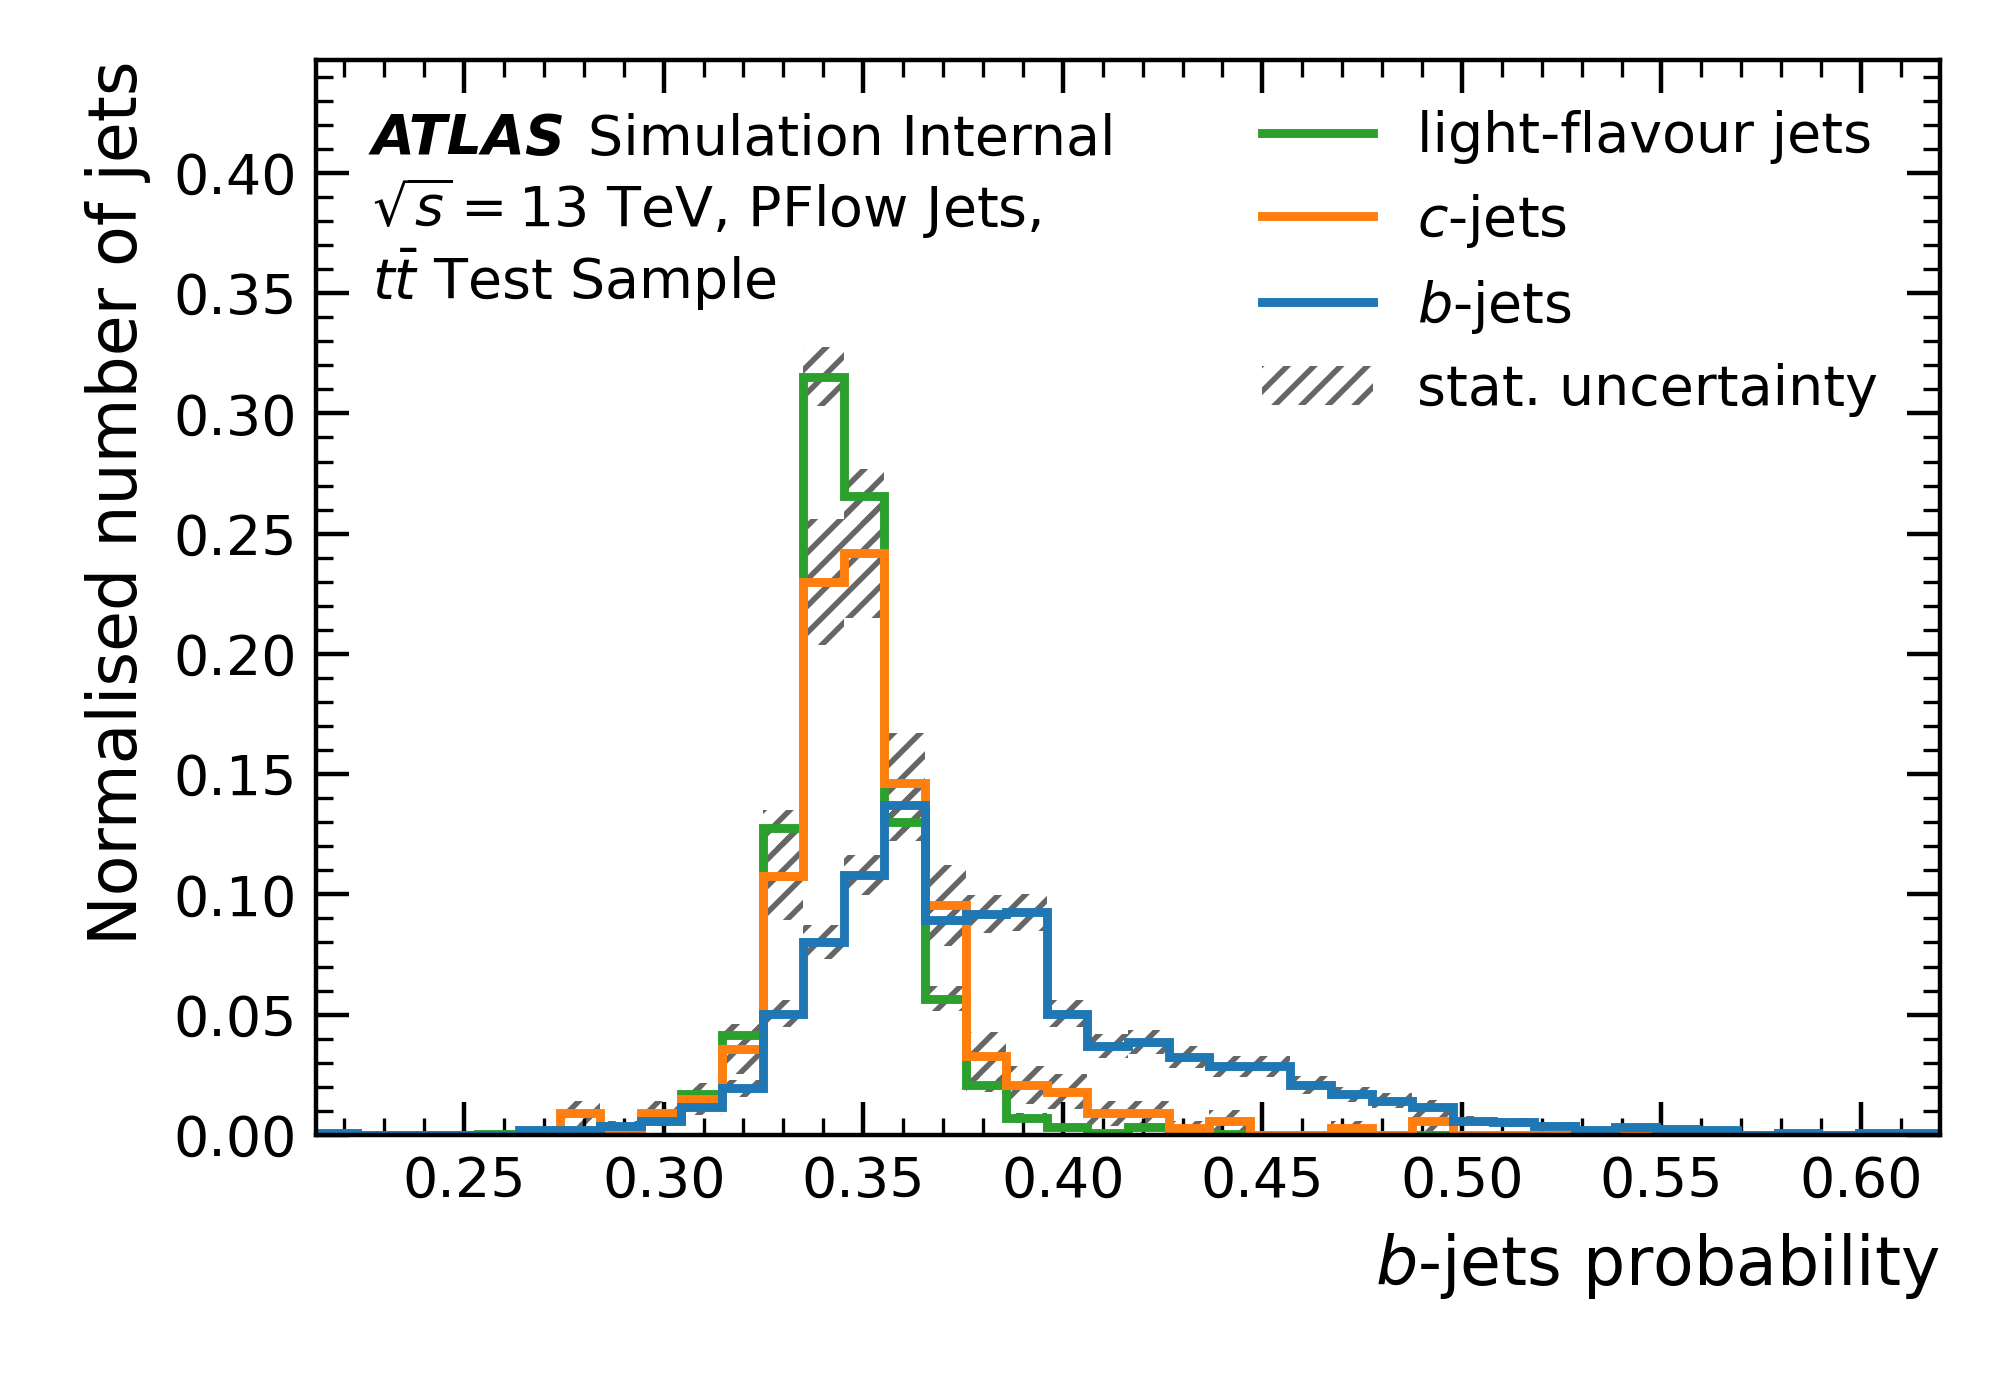 Normalised number of jets
ATLAS Simulation Internal
√s = 13 TeV, PFlow Jets,
tt̄ Test Sample
light-flavour jets
c-jets
b-jets
stat. uncertainty
0.40
0.35
0.30
0.25
0.20
0.15
0.10
0.05
0.00
0.25 0.30 0.35 0.40 0.45 0.50 0.55 0.60
b-jets probability